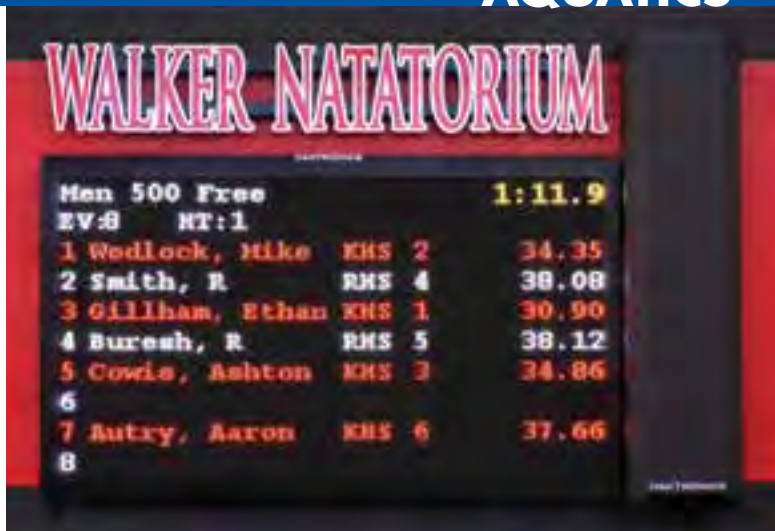 AQUATICS
WALKER NATATORIUM
DAKTRONICS
Men 500 Free 1:11.9
EV:8 HT:1
1 Wedlock, Mike KHS 2 34.35
2 Smith, R RHS 4 38.08
3 Gillham, Ethan KHS 1 30.90
4 Buresh, R RHS 5 38.12
5 Cowie, Ashton KHS 3 34.86
6
7 Autry, Aaron KHS 6 37.66
8
DAKTRONICS